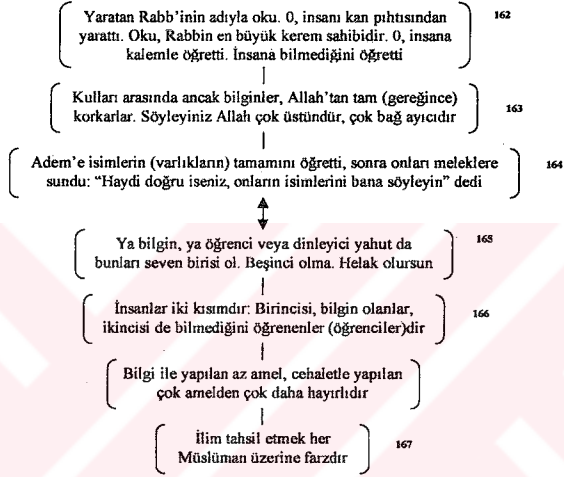 Yaratan Rabb'inin adıyla oku. 0, insanı kan pıhtısından 162
yarattı. Oku, Rabbin en büyük kerem sahibidir. 0, insana
kalemle öğretti. İnsana bilmediğini öğretti
Kulları arasında ancak bilginler, Allah'tan tam (gereğince) 163
korkarlar. Söyleyiniz Allah çok üstündür, çok bağ ayıcıdır
Adem'e isimlerin (varlıkların) tamamını öğretti, sonra onları meleklere 164
sundu: "Haydi doğru iseniz, onların isimlerini bana söyleyin" dedi
Ya bilgin, ya öğrenci veya dinleyici yahut da 165
bunları seven birisi ol. Beşinci olma. Helak olursun
İnsanlar iki kısımdır: Birincisi, bilgin olanlar, 166
ikincisi de bilmediğini öğrenenler (öğrenciler)dir
Bilgi ile yapılan az amel, cehaletle yapılan
çok amelden çok daha hayırlıdır
İlim tahsil etmek her 167
Müslüman üzerine farzdır